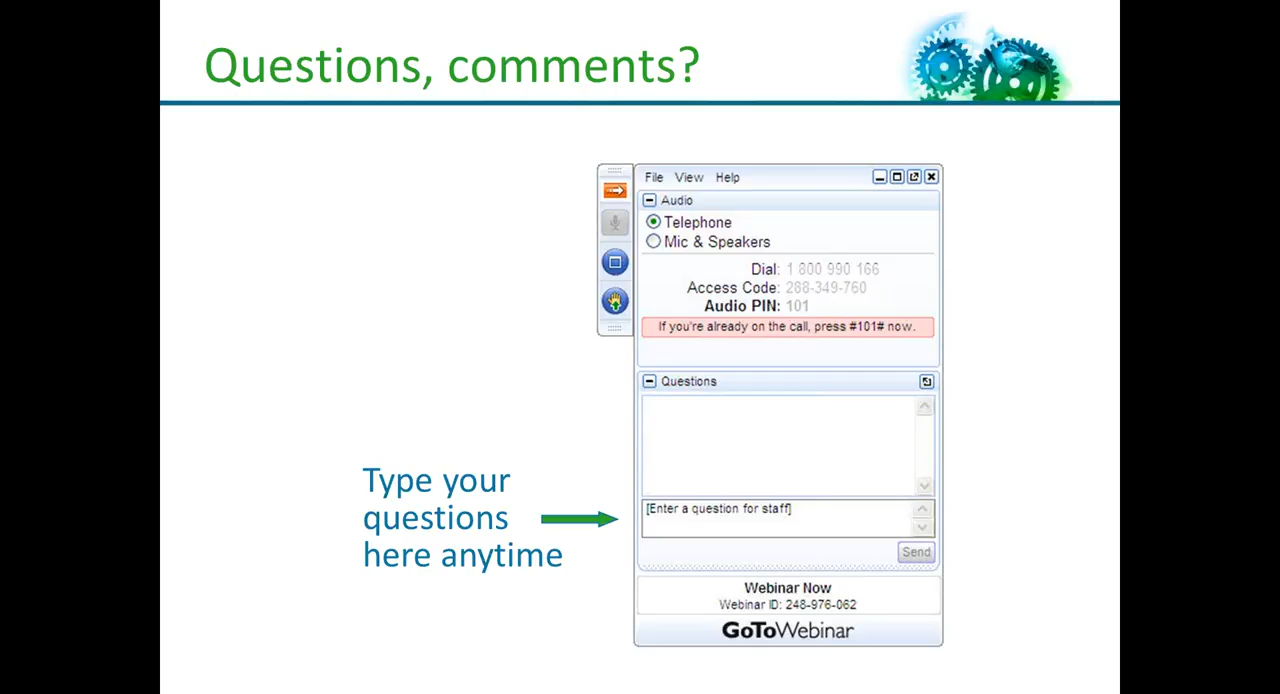 Questions, comments?
File View Help
Audio
Telephone
Mic & Speakers
Dial: 1 800 990 166
Access Code: 288-349-760
Audio PIN: 101
If you're already on the call, press #101# now.
Questions
Type your
questions
here anytime
[Enter a question for staff]
Send
Webinar Now
Webinar ID: 248-976-062
GoToWebinar